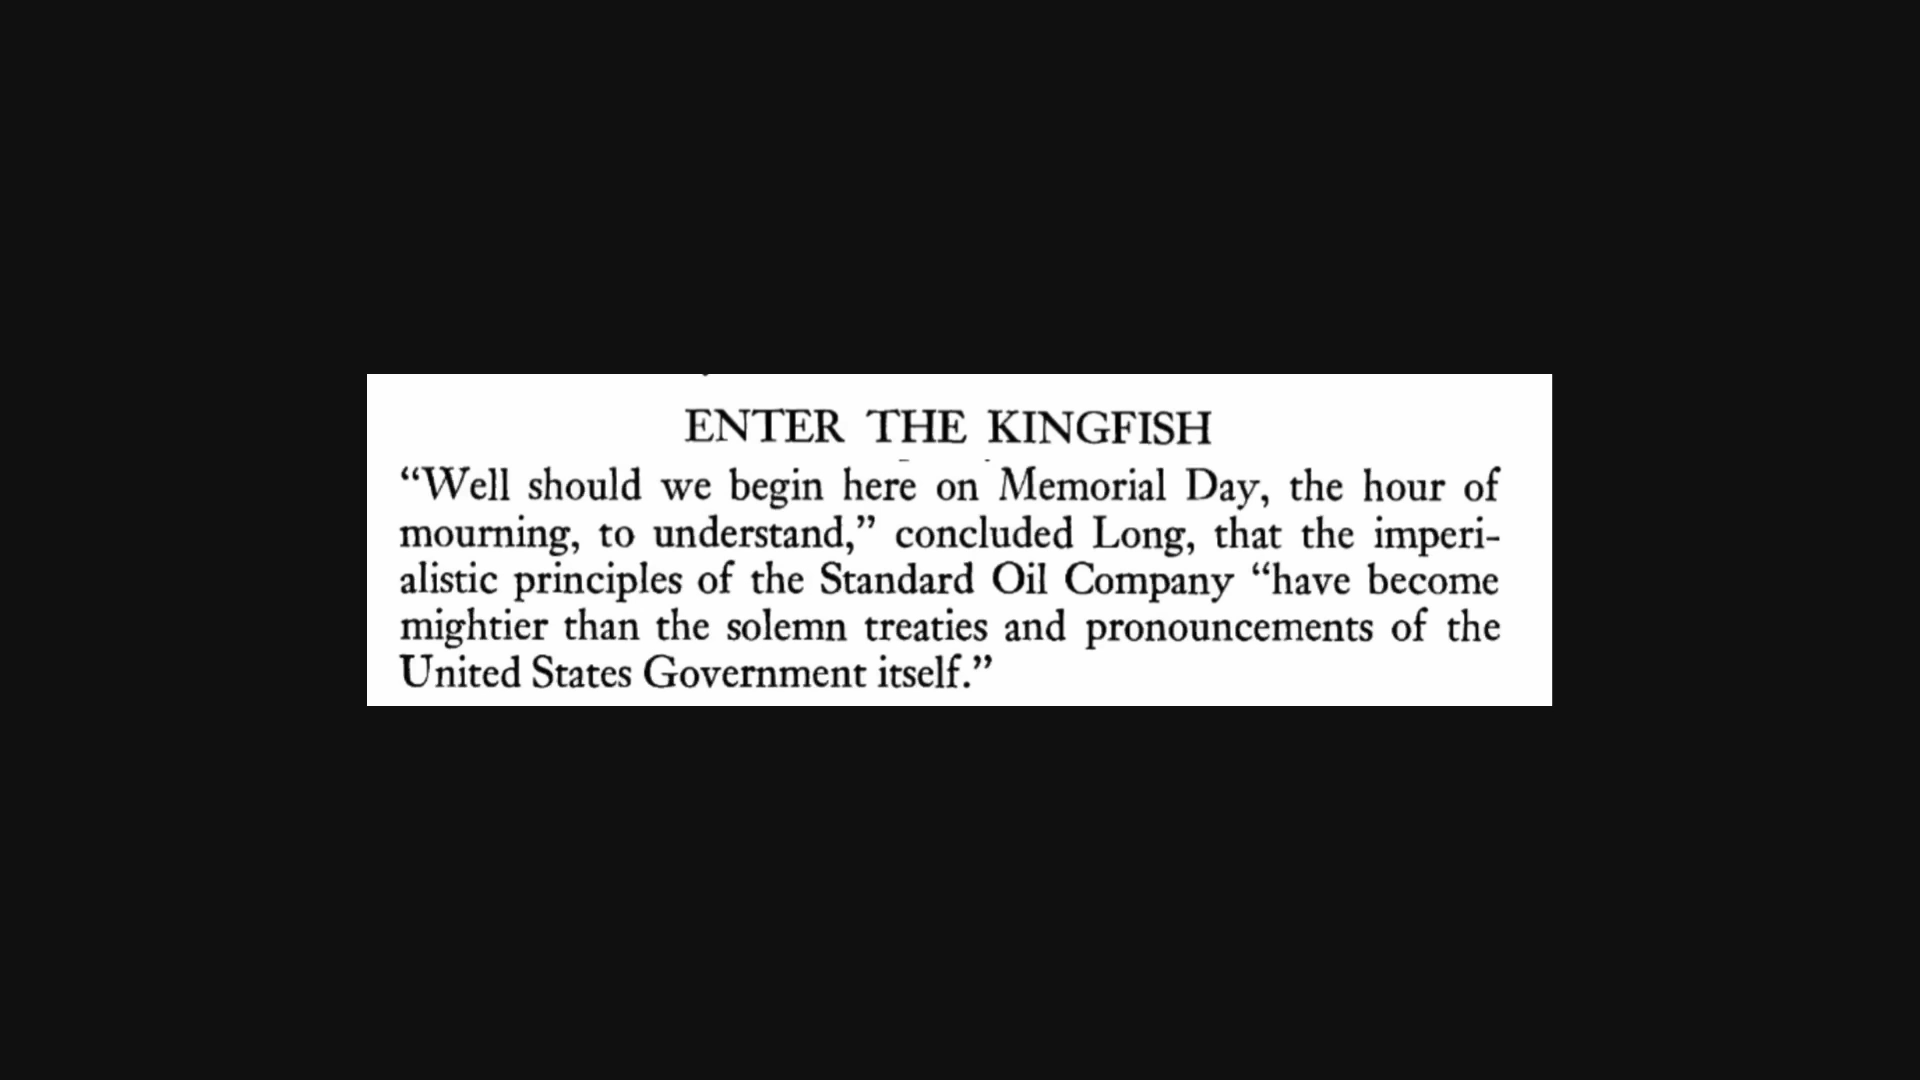 ENTER THE KINGFISH
“Well should we begin here on Memorial Day, the hour of
mourning, to understand,” concluded Long, that the imperi-
alistic principles of the Standard Oil Company “have become
mightier than the solemn treaties and pronouncements of the
United States Government itself.”